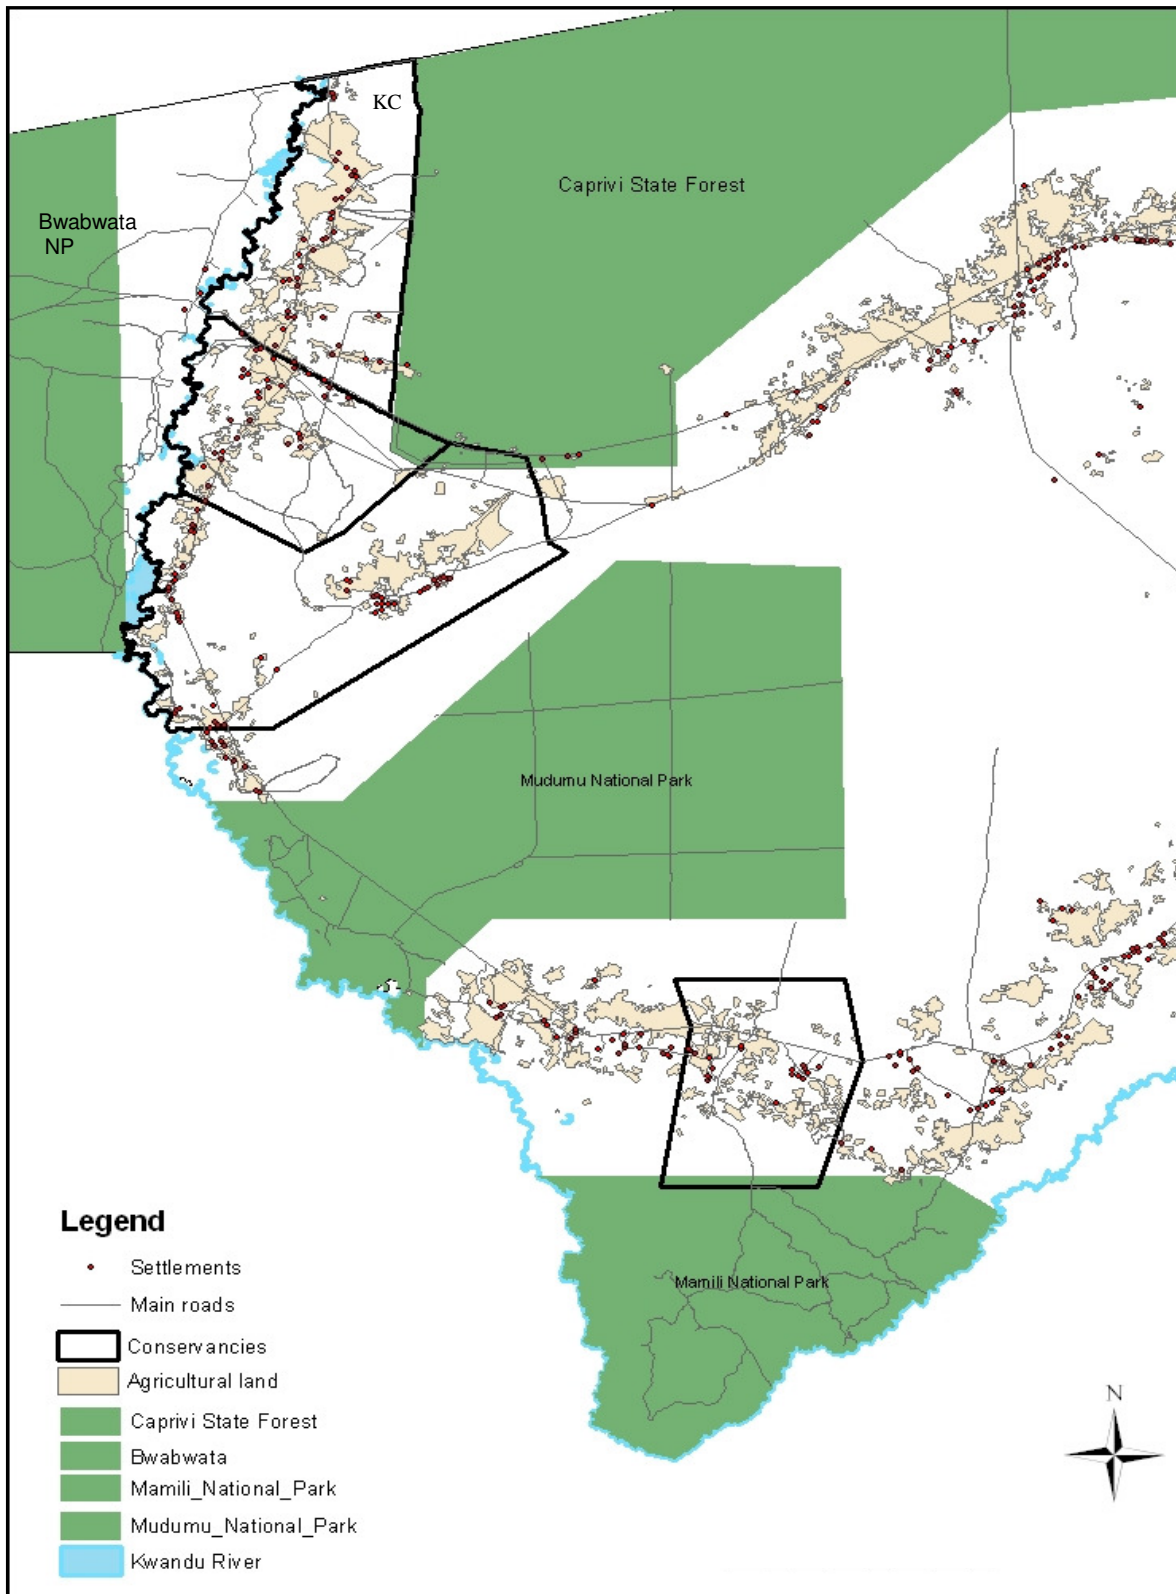 KC
Caprivi State Forest
Bwabwata
NP
Mudumu National Park
Mamili National Park
Legend
Settlements
Main roads
Conservancies
Agricultural land
Caprivi State Forest
Bwabwata
Mamili_National_Park
Mudumu_National_Park
Kwandu River
N